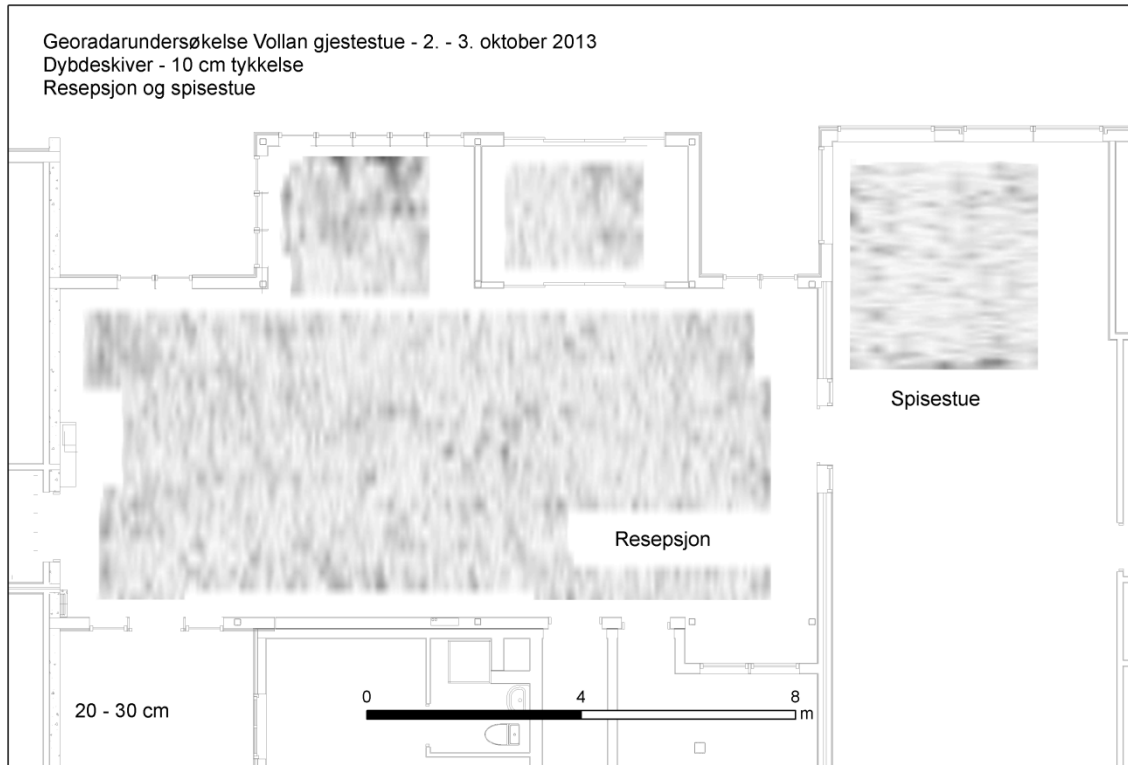 Georadarundersøkelse Vollan gjestestue - 2. - 3. oktober 2013
Dybdeskiver - 10 cm tykkelse
Resepsjon og spisestue
Spisestue
Resepsjon
20 - 30 cm
0 4 8
m